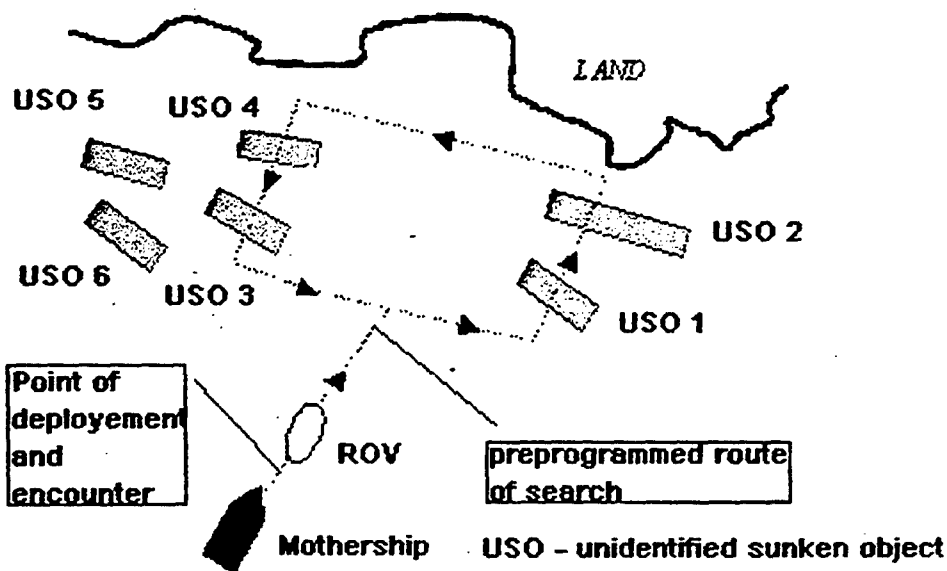 LAND
USO 5
USO 4
USO 2
USO 6
USO 3
USO 1
Point of
deployement
and
encounter
ROV
preprogrammed route
of search
Mothership
USO - unidentified sunken object